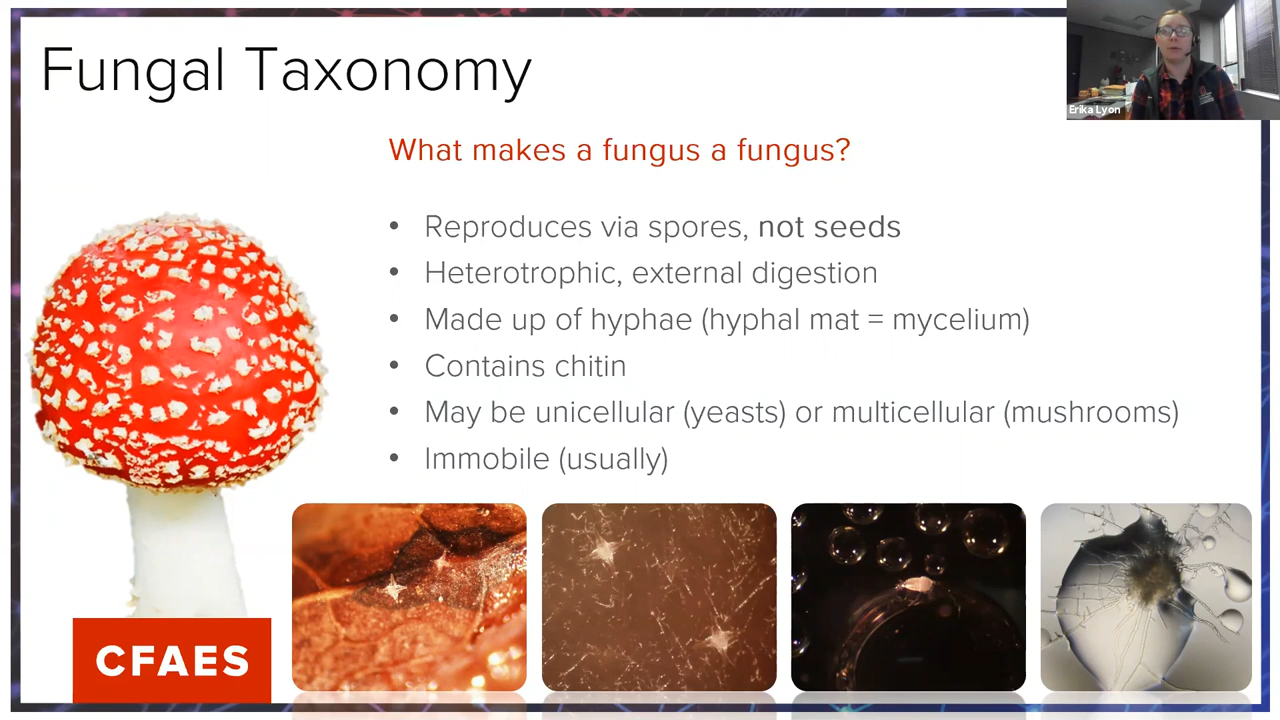 Fungal Taxonomy
Erika Lyon
What makes a fungus a fungus?
• Reproduces via spores, not seeds
• Heterotrophic, external digestion
• Made up of hyphae (hyphal mat = mycelium)
• Contains chitin
• May be unicellular (yeasts) or multicellular (mushrooms)
• Immobile (usually)
CFAES